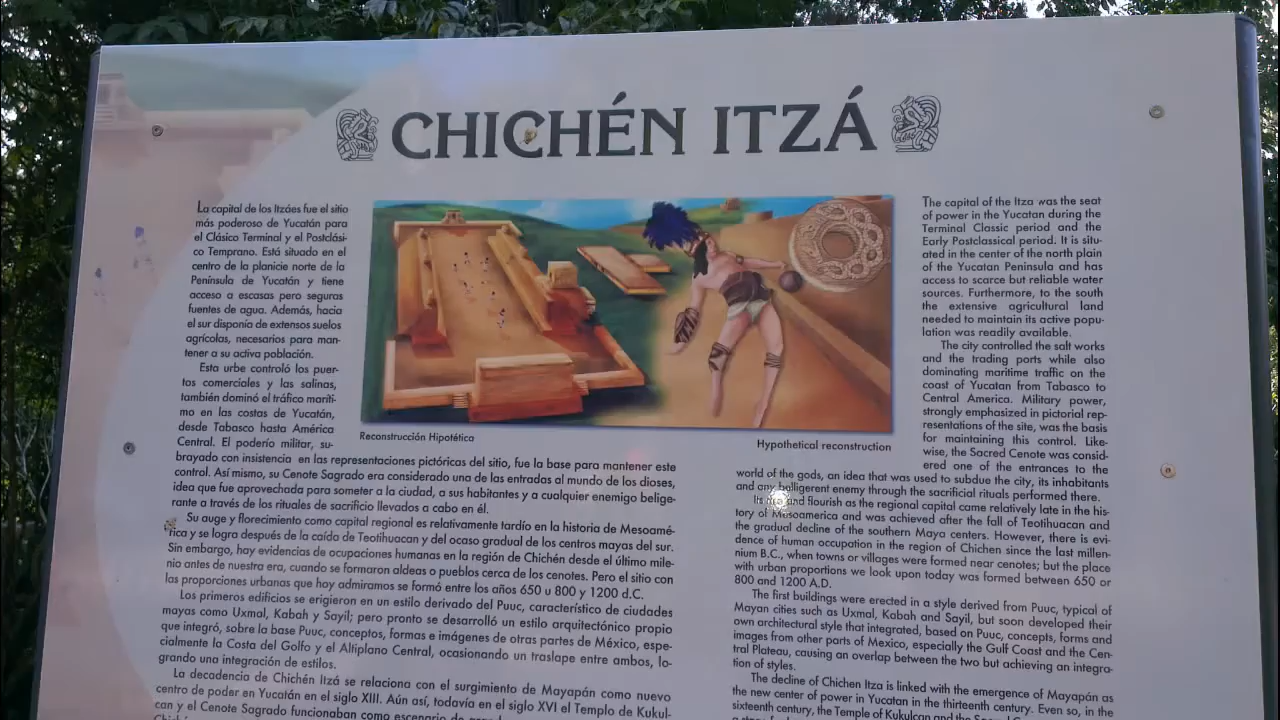 CHICHÉN ITZÁ
La capital de los Itzáes fue el sitio
más poderoso de Yucatán para
el Clásico Terminal y el Postclási-
co Temprano. Está situado en el
centro de la planicie norte de la
Península de Yucatán y tiene
acceso a escasas pero seguras
fuentes de agua. Además, hacia
el sur disponía de extensos suelos
agrícolas, necesarios para man-
tener a su activa población.
Esta urbe controló los puer-
tos comerciales y las salinas,
también dominó el tráfico maríti-
mo en las costas de Yucatán,
desde Tabasco hasta América
Central. El poderío militar, su-
brayado con insistencia en las representaciones pictóricas del sitio, fue la base para mantener este
control. Así mismo, su Cenote Sagrado era considerado una de las entradas al mundo de los dioses,
idea que fue aprovechada para someter a la ciudad, a sus habitantes y a cualquier enemigo belige-
rante a través de los rituales de sacrificio llevados a cabo en él.
Su auge y florecimiento como capital regional es relativamente tardío en la historia de Mesoamé-
rica y se logra después de la caída de Teotihuacan y del ocaso gradual de los centros mayas del sur.
Sin embargo, hay evidencias de ocupaciones humanas en la región de Chichén desde el último mile-
nio antes de nuestra era, cuando se formaron aldeas o pueblos cerca de los cenotes. Pero el sitio con
las proporciones urbanas que hoy admiramos se formó entre los años 650 u 800 y 1200 d.C.
Los primeros edificios se erigieron en un estilo derivado del Puuc, característico de ciudades
mayas como Uxmal, Kabah y Sayil; pero pronto se desarrolló un estilo arquitectónico propio
que integró, sobre la base Puuc, conceptos, formas e imágenes de otras partes de México, espe-
cialmente la Costa del Golfo y el Altiplano Central, ocasionando un traslape entre ambos, lo-
grando una integración de estilos.
La decadencia de Chichén Itzá se relaciona con el surgimiento de Mayapán como nuevo
centro de poder en Yucatán en el siglo XIII. Aún así, todavía en el siglo XVI el Templo de Kukul-
can y el Cenote Sagrado funcionaban como escenario de
Reconstrucción Hipotética
Hypothetical reconstruction
The capital of the Itza was the seat
of power in the Yucatan during the
Terminal Classic period and the
Early Postclassical period. It is situ-
ated in the center of the north plain
of the Yucatan Peninsula and has
access to scarce but reliable water
sources. Furthermore, to the south
the extensive agricultural land
needed to maintain its active popu-
lation was readily available.
The city controlled the salt works
and the trading ports while also
dominating maritime traffic on the
coast of Yucatan from Tabasco to
Central America. Military power,
strongly emphasized in pictorial rep-
resentations of the site, was the basis
for maintaining this control. Like-
wise, the Sacred Cenote was consid-
ered one of the entrances to the
world of the gods, an idea that was used to subdue the city, its inhabitants
and any belligerent enemy through the sacrificial rituals performed there.
Its and flourish as the regional capital came relatively late in the his-
tory of Mesoamerica and was achieved after the fall of Teotihuacan and
the gradual decline of the southern Maya centers. However, there is evi-
dence of human occupation in the region of Chichen since the last millen-
nium B.C., when towns or villages were formed near cenotes; but the place
with urban proportions we look upon today was formed between 650 or
800 and 1200 A.D.
The first buildings were erected in a style derived from Puuc, typical of
Mayan cities such as Uxmal, Kabah and Sayil, but soon developed their
own architectural style that integrated, based on Puuc, concepts, forms and
images from other parts of Mexico, especially the Gulf Coast and the Cen-
tral Plateau, causing an overlap between the two but achieving an integra-
tion of styles.
The decline of Chichen Itza is linked with the emergence of Mayapán as
the new center of power in Yucatan in the thirteenth century. Even so, in the
sixteenth century, the Temple of Kukulcan and the